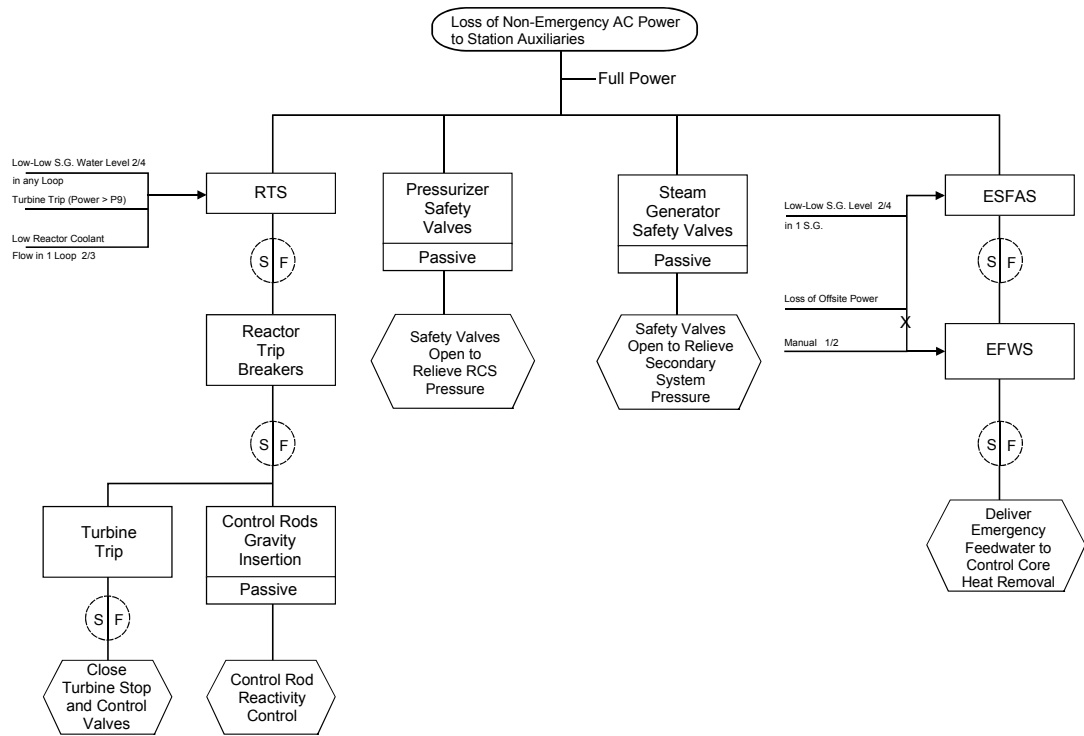 Loss of Non-Emergency AC Power
to Station Auxiliaries
Full Power
Low-Low S.G. Water Level 2/4
in any Loop
Turbine Trip (Power > P9)
Low Reactor Coolant
Flow in 1 Loop 2/3
RTS
S F
Reactor
Trip
Breakers
S F
Turbine
Trip
S F
Close
Turbine Stop
and Control
Valves
Control Rods
Gravity
Insertion
Passive
Control Rod
Reactivity
Control
Pressurizer
Safety
Valves
Passive
Safety Valves
Open to
Relieve RCS
Pressure
Steam
Generator
Safety Valves
Passive
Safety Valves
Open to Relieve
Secondary
System
Pressure
Low-Low S.G. Level 2/4
in 1 S.G.
Loss of Offsite Power
X
Manual 1/2
ESFAS
S F
EFWS
S F
Deliver
Emergency
Feedwater to
Control Core
Heat Removal